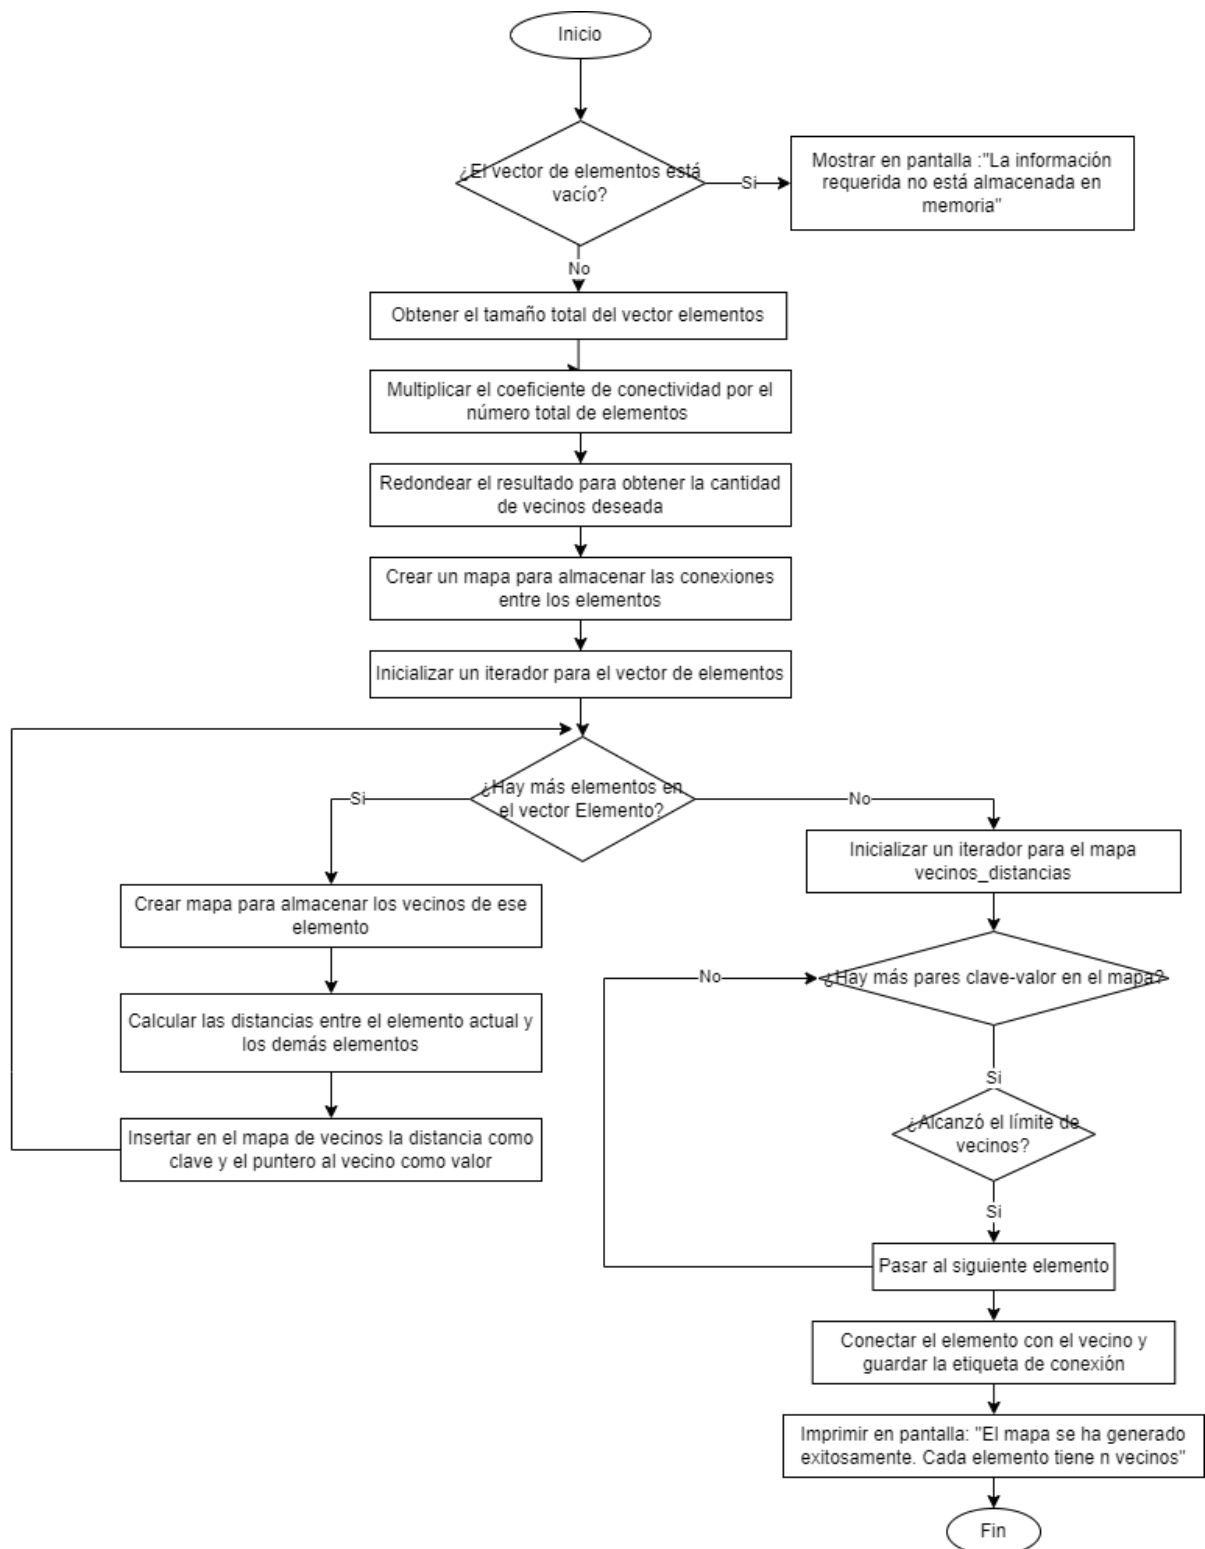 Inicio
¿El vector de elementos está
vacío?
Si
Mostrar en pantalla :"La información
requerida no está almacenada en
memoria"
No
Obtener el tamaño total del vector elementos
Multiplicar el coeficiente de conectividad por el
número total de elementos
Redondear el resultado para obtener la cantidad
de vecinos deseada
Crear un mapa para almacenar las conexiones
entre los elementos
Inicializar un iterador para el vector de elementos
¿Hay más elementos en
el vector Elemento?
Si
No
Crear mapa para almacenar los vecinos de ese
elemento
Calcular las distancias entre el elemento actual y
los demás elementos
Insertar en el mapa de vecinos la distancia como
clave y el puntero al vecino como valor
Inicializar un iterador para el mapa
vecinos_distancias
No
¿Hay más pares clave-valor en el mapa?
Si
¿Alcanzó el límite de
vecinos?
Si
Pasar al siguiente elemento
Conectar el elemento con el vecino y
guardar la etiqueta de conexión
Imprimir en pantalla: "El mapa se ha generado
exitosamente. Cada elemento tiene n vecinos"
Fin